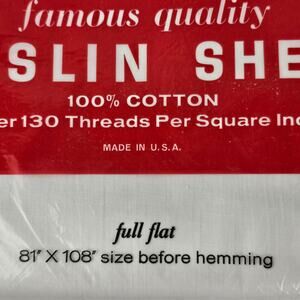 famous quality
SLIN SHE
100% COTTON
er 130 Threads Per Square Inc
MADE IN U.S.A.
full flat
81" X 108" size before hemming